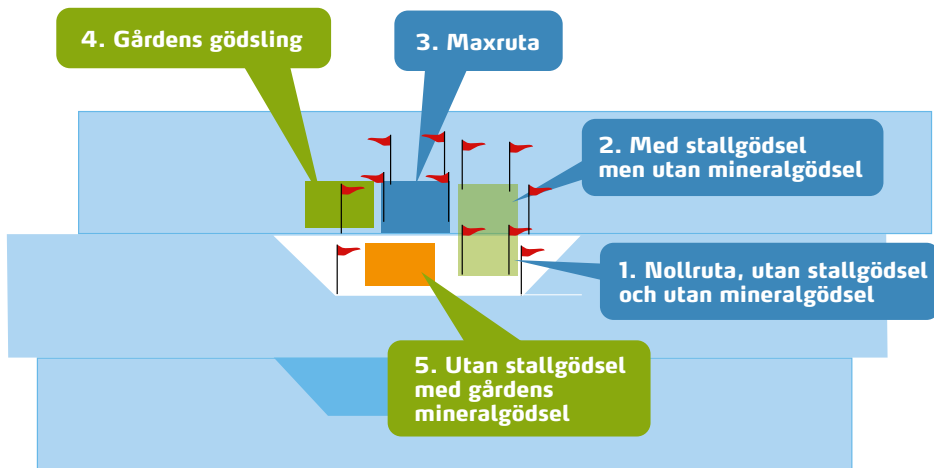 4. Gårdens gödsling
3. Maxruta
2. Med stallgödsel
men utan mineralgödsel
1. Nollruta, utan stallgödsel
och utan mineralgödsel
5. Utan stallgödsel
med gårdens
mineralgödsel